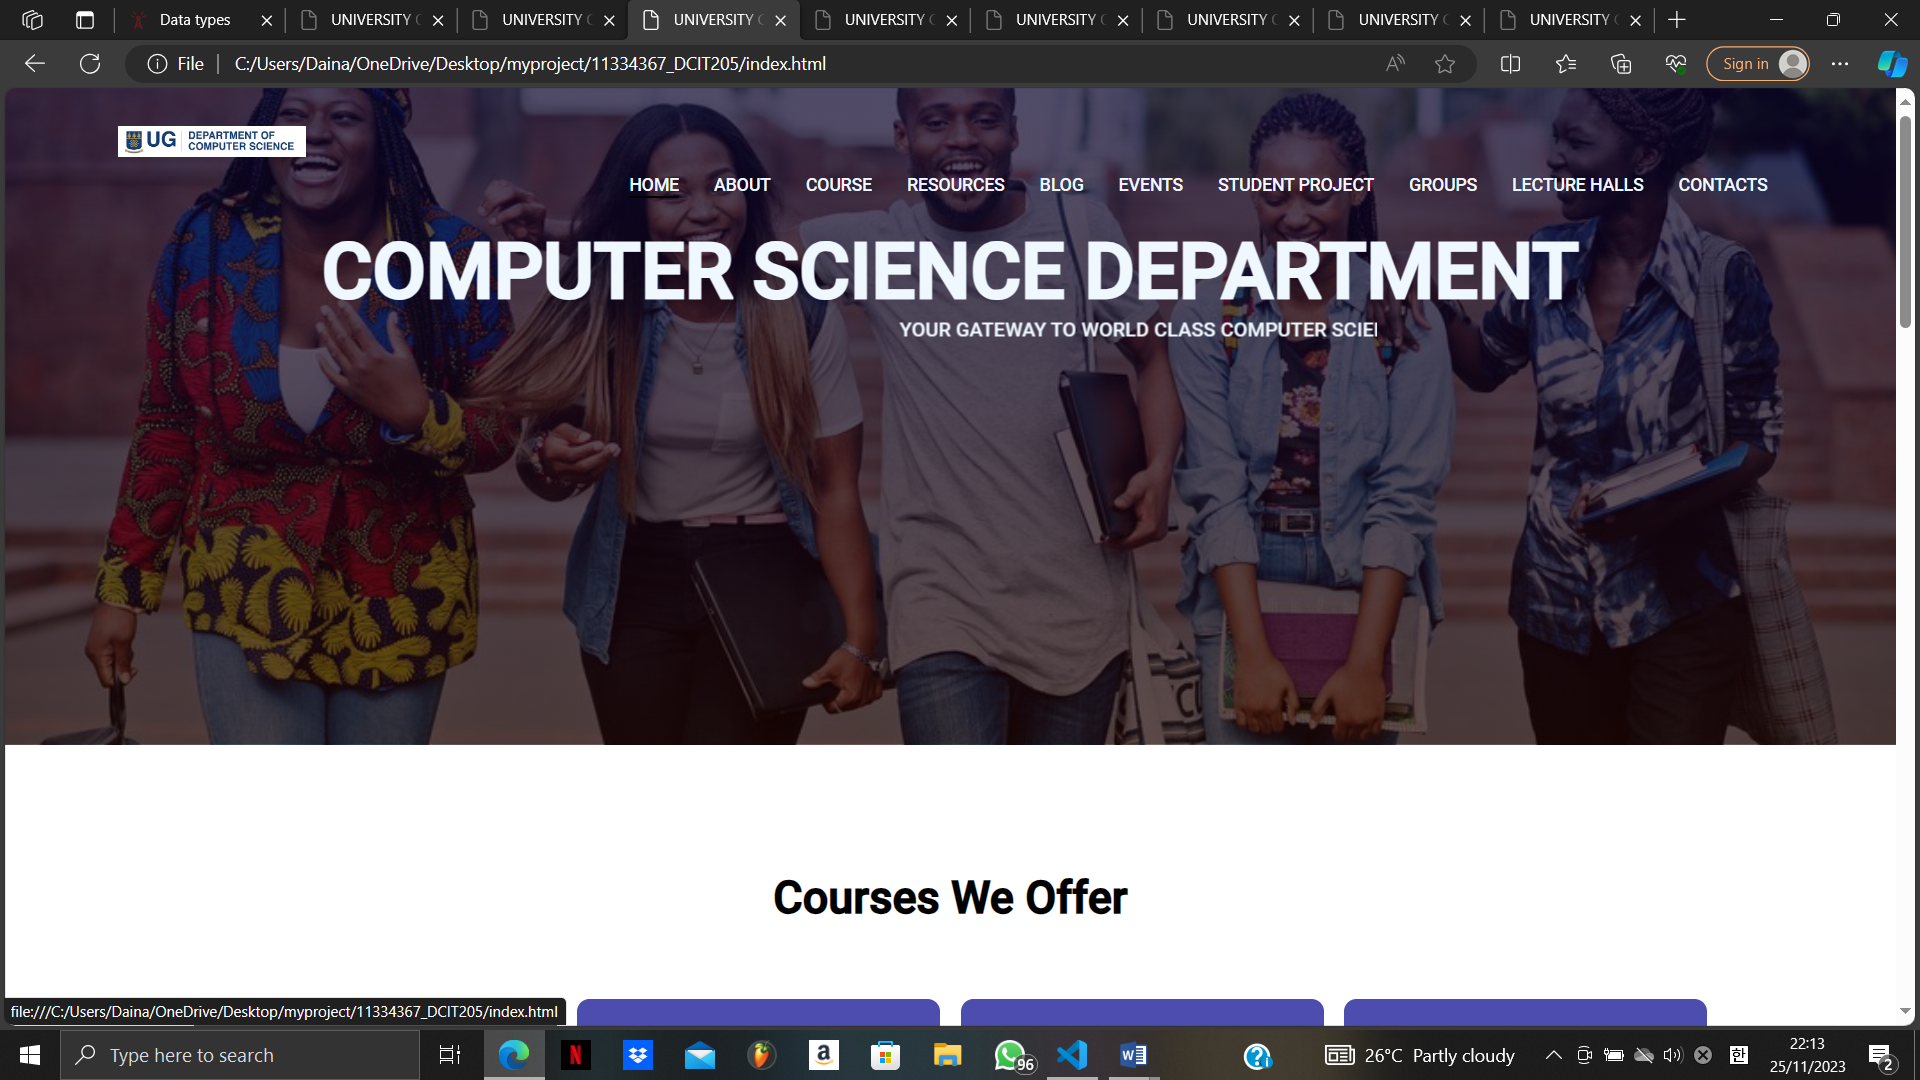 Data types
UNIVERSITY
UNIVERSITY
UNIVERSITY
UNIVERSITY
UNIVERSITY
UNIVERSITY
UNIVERSITY
UNIVERSITY
File
C:/Users/Daina/OneDrive/Desktop/myproject/11334367_DCIT205/index.html
Sign in
UG
DEPARTMENT OF
COMPUTER SCIENCE
HOME ABOUT COURSE RESOURCES BLOG EVENTS STUDENT PROJECT GROUPS LECTURE HALLS CONTACTS
COMPUTER SCIENCE DEPARTMENT
YOUR GATEWAY TO WORLD CLASS COMPUTER SCIE
Courses We Offer
file:///C:/Users/Daina/OneDrive/Desktop/myproject/11334367_DCIT205/index.html
Type here to search
96
26°C Partly cloudy
한
22:13
25/11/2023
2